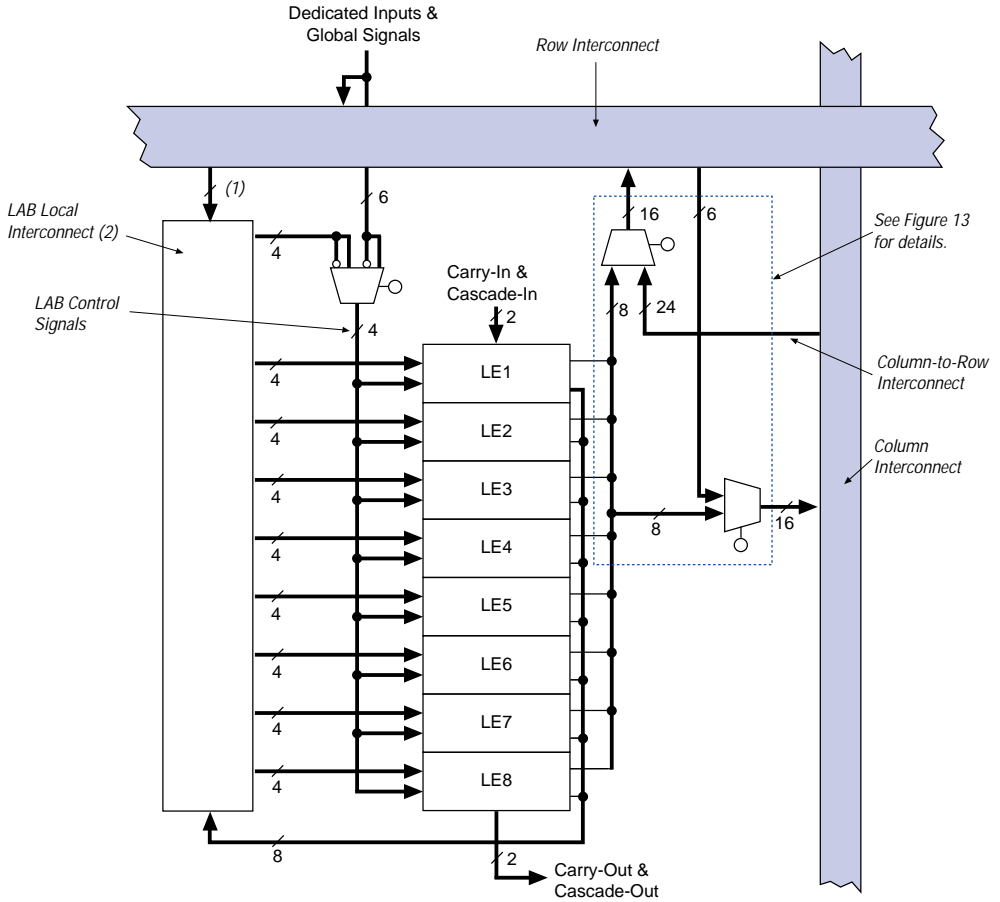 Dedicated Inputs &
Global Signals
Row Interconnect
(1)
6
16
6
LAB Local
Interconnect (2)
See Figure 13
for details.
4
Carry-In &
Cascade-In
LAB Control
Signals
8
24
2
4
Column-to-Row
Interconnect
4
LE1
4
LE2
Column
Interconnect
4
LE3
8
16
4
LE4
4
LE5
4
LE6
4
LE7
4
LE8
8
2
Carry-Out &
Cascade-Out